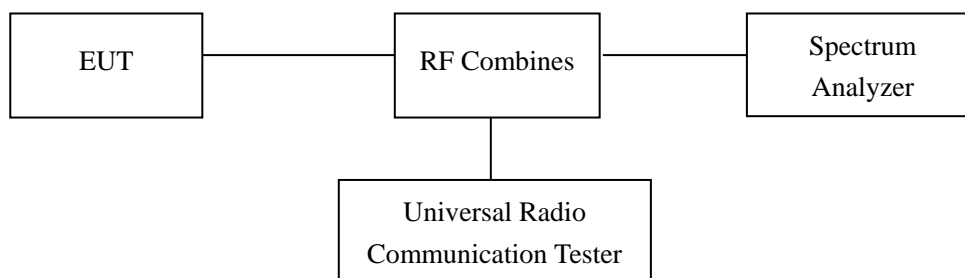 EUT
RF Combines
Spectrum
Analyzer
Universal Radio
Communication Tester